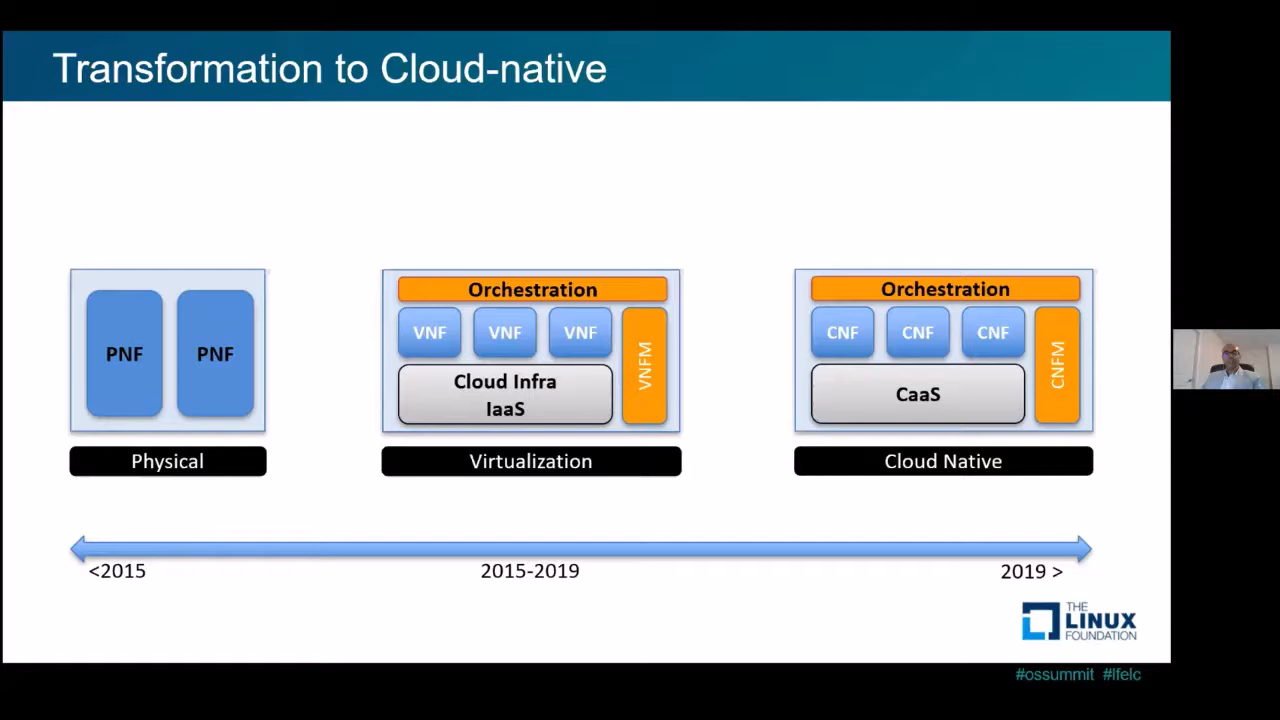 Transformation to Cloud-native
PNF
PNF
Physical
Orchestration
VNF
VNF
VNF
Cloud Infra
IaaS
VNFM
Virtualization
Orchestration
CNF
CNF
CNF
CaaS
CNFM
Cloud Native
<2015
2015-2019
2019 >
THE
LINUX
FOUNDATION
#ossummit #lfelc